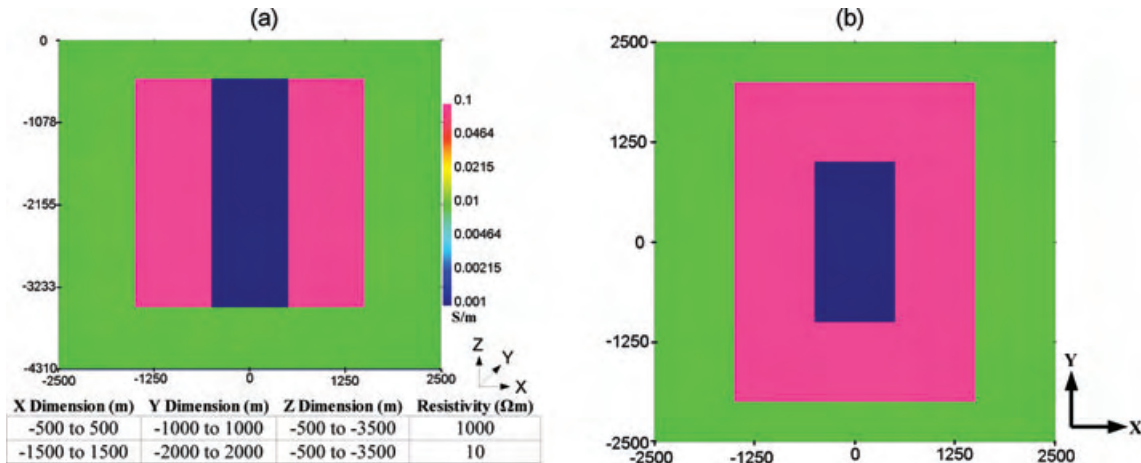 (a)
0
-1078
-2155
-3233
-4310
-2500 -1250 0 1250 2500
0.1
0.0464
0.0215
0.01
0.00464
0.00215
0.001
S/m
Z
Y
X
X Dimension (m) Y Dimension (m) Z Dimension (m) Resistivity (Ωm)
-500 to 500 -1000 to 1000 -500 to -3500 1000
-1500 to 1500 -2000 to 2000 -500 to -3500 10
(b)
2500
1250
0
-1250
-2500
-2500 -1250 0 1250 2500
Y
X